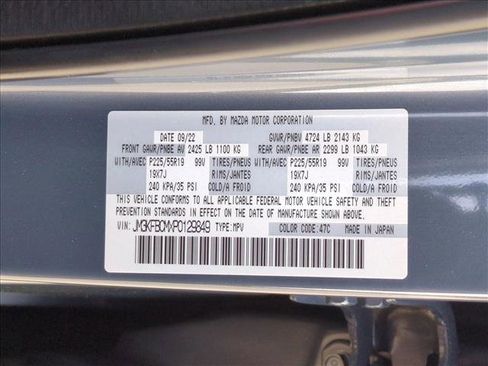 MFD. BY MAZDA MOTOR CORPORATION
DATE 09/22 GVWR/PNBV 4724 LB 2143 KG
FRONT GAWR/PNBE AV 2425 LB 1100 KG REAR GAWR/PNBE AR 2299 LB 1043 KG
WITH/AVEC P225/55R19 99V TIRES/PNEUS WITH/AVEC P225/55R19 99V TIRES/PNEUS
19X7J RIMS/JANTES 19X7J RIMS/JANTES
240 KPA/35 PSI COLD/A FROID 240 KPA/35 PSI COLD/A FROID
THIS VEHICLE CONFORMS TO ALL APPLICABLE FEDERAL MOTOR VEHICLE SAFETY AND THEFT
PREVENTION STANDARDS IN EFFECT ON THE DATE OF MANUFACTURE SHOWN ABOVE.
VIN: JM3KFBCMXP0129849 TYPE: MPV COLOR CODE: 47C MADE IN JAPAN